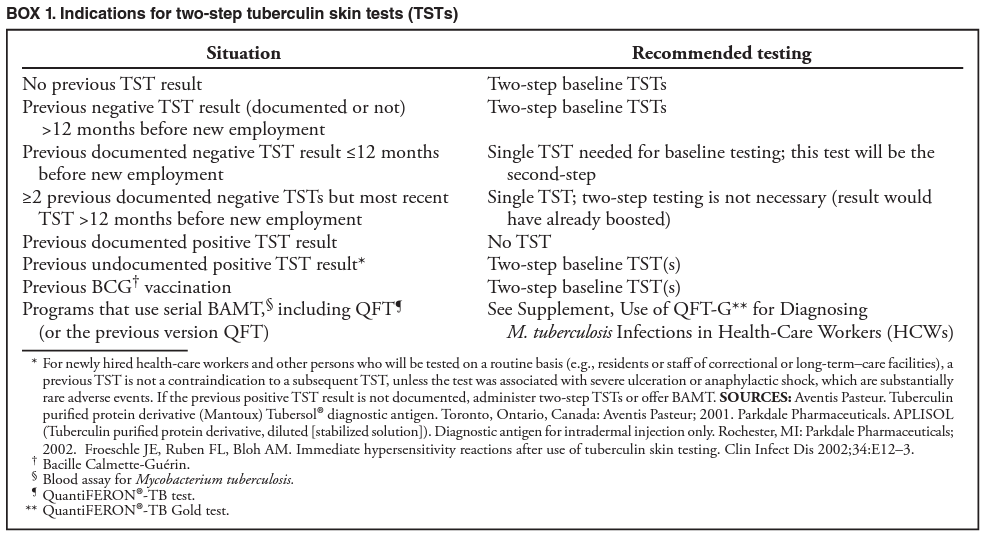 BOX 1. Indications for two-step tuberculin skin tests (TSTs)
Situation Recommended testing
No previous TST result Two-step baseline TSTs
Previous negative TST result (documented or not) Two-step baseline TSTs
>12 months before new employment
Previous documented negative TST result ≤12 months Single TST needed for baseline testing; this test will be the
before new employment second-step
≥2 previous documented negative TSTs but most recent Single TST; two-step testing is not necessary (result would
TST >12 months before new employment have already boosted)
Previous documented positive TST result No TST
Previous undocumented positive TST result* Two-step baseline TST(s)
Previous BCG† vaccination Two-step baseline TST(s)
Programs that use serial BAMT,§ including QFT¶ See Supplement, Use of QFT-G** for Diagnosing
(or the previous version QFT) M. tuberculosis Infections in Health-Care Workers (HCWs)
* For newly hired health-care workers and other persons who will be tested on a routine basis (e.g., residents or staff of correctional or long-term–care facilities), a
previous TST is not a contraindication to a subsequent TST, unless the test was associated with severe ulceration or anaphylactic shock, which are substantially
rare adverse events. If the previous positive TST result is not documented, administer two-step TSTs or offer BAMT. SOURCES: Aventis Pasteur. Tuberculin
purified protein derivative (Mantoux) Tubersol® diagnostic antigen. Toronto, Ontario, Canada: Aventis Pasteur; 2001. Parkdale Pharmaceuticals. APLISOL
(Tuberculin purified protein derivative, diluted [stabilized solution]). Diagnostic antigen for intradermal injection only. Rochester, MI: Parkdale Pharmaceuticals;
2002. Froeschle JE, Ruben FL, Bloh AM. Immediate hypersensitivity reactions after use of tuberculin skin testing. Clin Infect Dis 2002;34:E12–3.
† Bacille Calmette-Guérin.
§ Blood assay for Mycobacterium tuberculosis.
¶ QuantiFERON®-TB test.
** QuantiFERON®-TB Gold test.